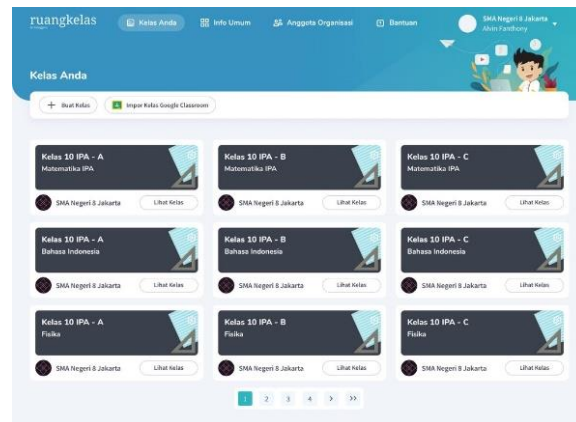 ruangkelas
Kelas Anda
Info Umum
Anggota Organisasi
Bantuan
SMA Negeri 8 Jakarta
Alvin Fanthony
Kelas Anda
+ Buat Kelas
Impor Kelas Google Classroom
Kelas 10 IPA - A
Matematika IPA
SMA Negeri 8 Jakarta
Lihat Kelas
Kelas 10 IPA - B
Matematika IPA
SMA Negeri 8 Jakarta
Lihat Kelas
Kelas 10 IPA - C
Matematika IPA
SMA Negeri 8 Jakarta
Lihat Kelas
Kelas 10 IPA - A
Bahasa Indonesia
SMA Negeri 8 Jakarta
Lihat Kelas
Kelas 10 IPA - B
Bahasa Indonesia
SMA Negeri 8 Jakarta
Lihat Kelas
Kelas 10 IPA - C
Bahasa Indonesia
SMA Negeri 8 Jakarta
Lihat Kelas
Kelas 10 IPA - A
Fisika
SMA Negeri 8 Jakarta
Lihat Kelas
Kelas 10 IPA - B
Fisika
SMA Negeri 8 Jakarta
Lihat Kelas
Kelas 10 IPA - C
Fisika
SMA Negeri 8 Jakarta
Lihat Kelas
1 2 3 4 > >>